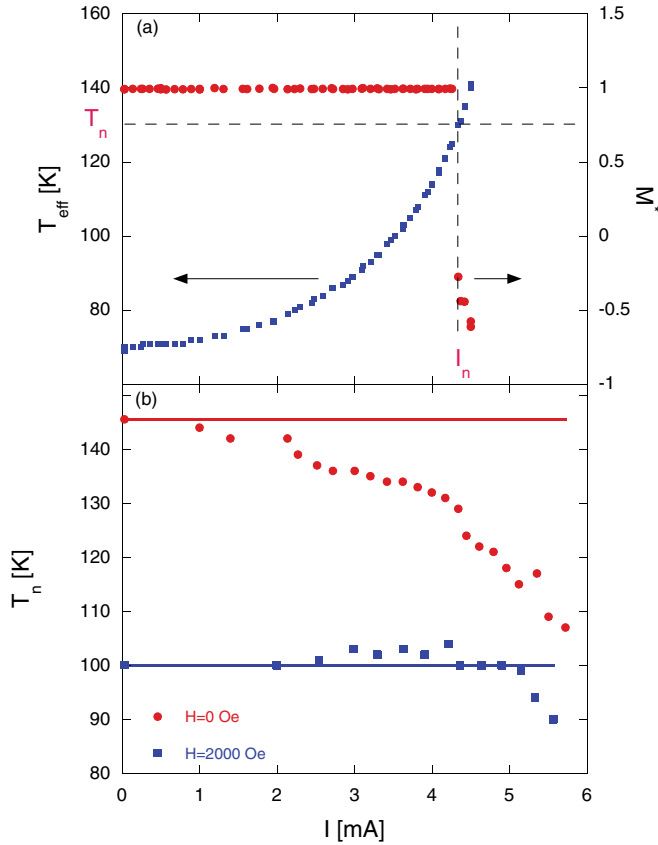 (a)
160
140
120
100
80
T_n
T_eff [K]
1.5
1
0.5
0
-0.5
-1
M*
I_n
(b)
140
130
120
110
100
90
80
T_n [K]
H=0 Oe
H=2000 Oe
0 1 2 3 4 5 6
I [mA]